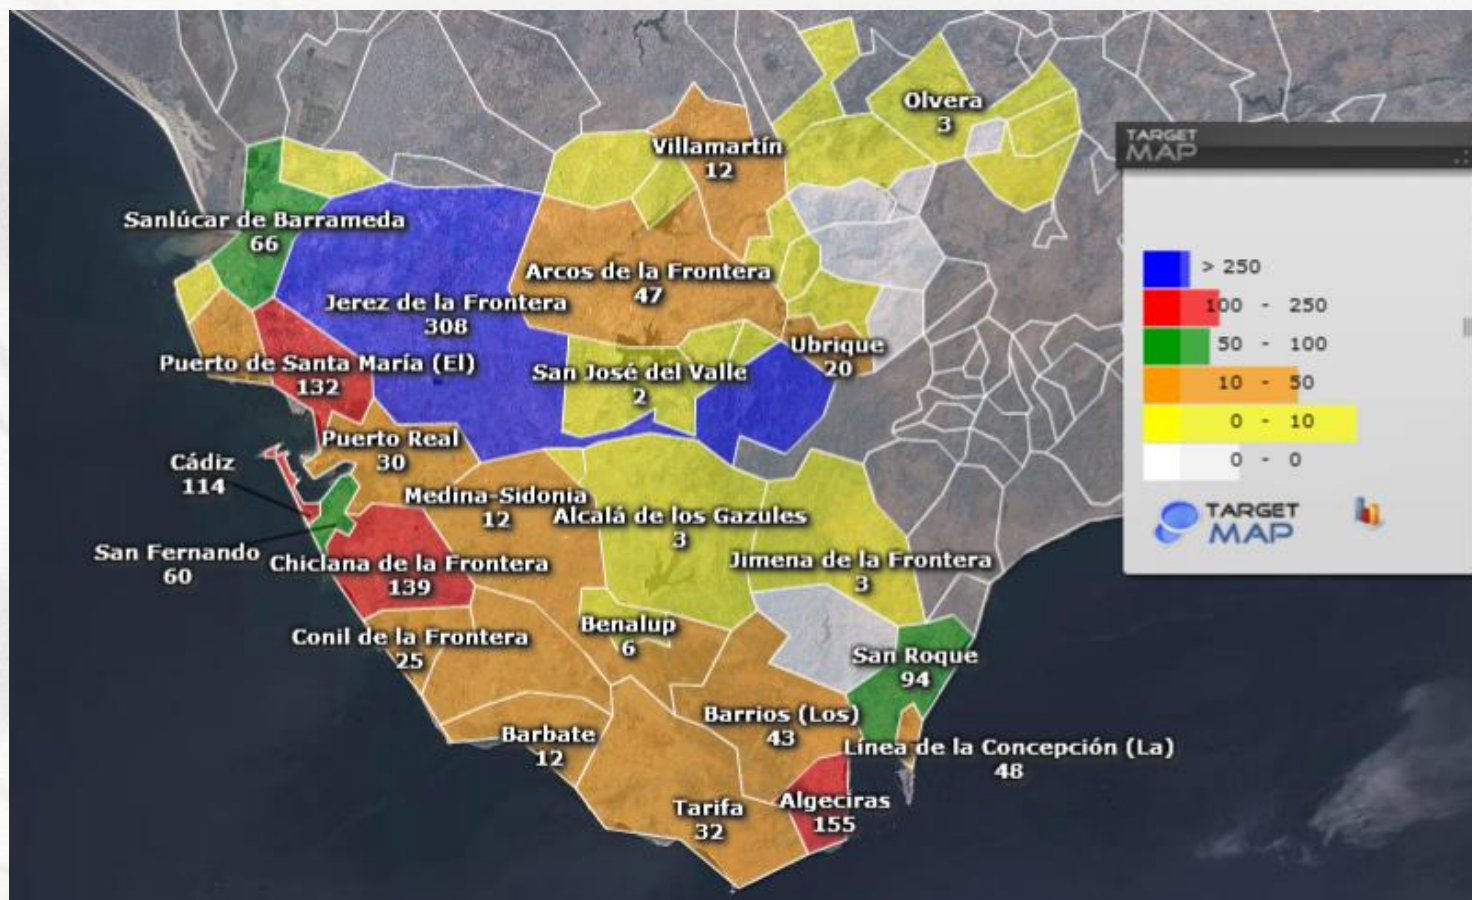 Olvera
3
TARGET
MAP
Villamartín
12
Sanlúcar de Barrameda
66
Arcos de la Frontera
47
Jerez de la Frontera
308
> 250
100 - 250
50 - 100
10 - 50
0 - 10
0 - 0
TARGET
MAP
Ubrique
20
Puerto de Santa María (El)
132
San José del Valle
2
Puerto Real
30
Cádiz
114
Medina-Sidonia
12
Alcalá de los Gazules
3
San Fernando
60
Chiclana de la Frontera
139
Jimena de la Frontera
3
Conil de la Frontera
25
Benalup
6
San Roque
94
Barrios (Los)
43
Barbate
12
Línea de la Concepción (La)
48
Tarifa
32
Algeciras
155